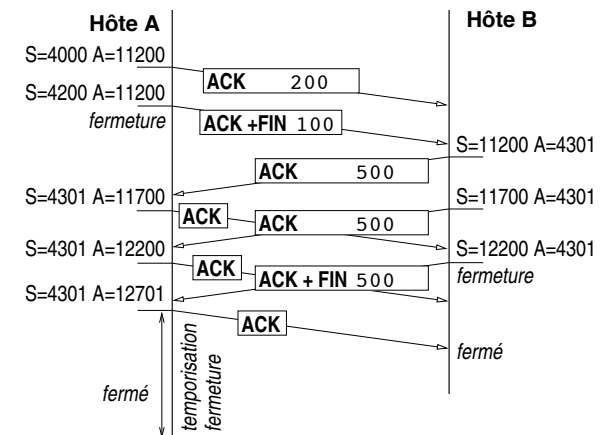 Hôte A
Hôte B
S=4000 A=11200
ACK 200
S=4200 A=11200
fermeture
ACK +FIN 100
S=11200 A=4301
ACK 500
S=4301 A=11700
S=11700 A=4301
ACK
ACK 500
S=4301 A=12200
S=12200 A=4301
ACK
ACK + FIN 500
fermeture
S=4301 A=12701
ACK
fermé
fermé
temporisation
fermeture